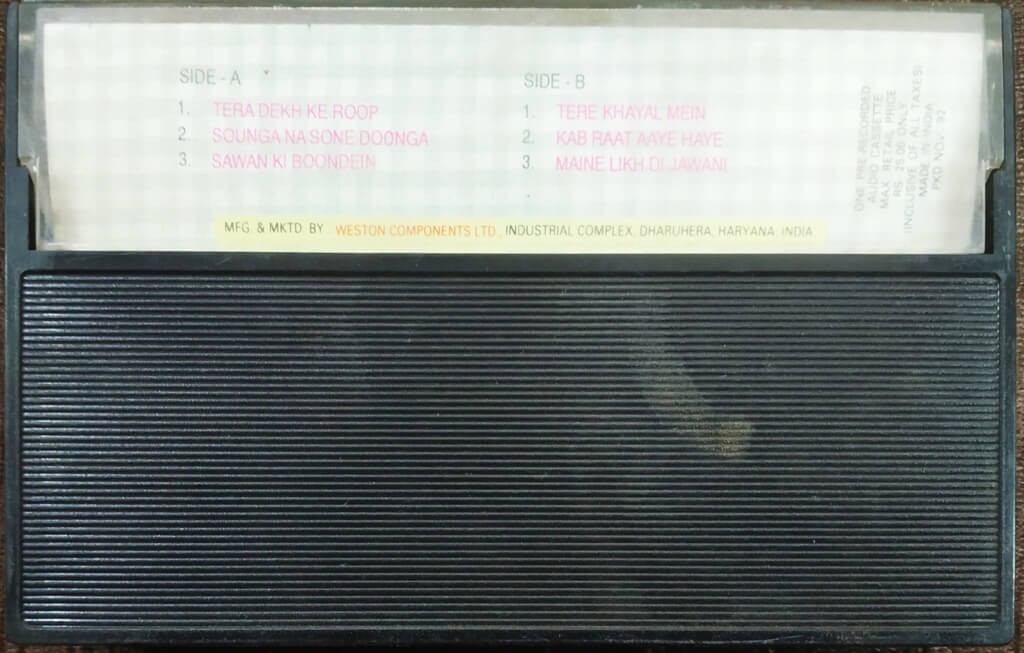 SIDE - A
1. TERA DEKH KE ROOP
2. SOUNGA NA SONE DOONGA
3. SAWAN KI BOONDEIN
SIDE - B
1. TERE KHAYAL MEIN
2. KAB RAAT AAYE HAYE
3. MAINE LIKH DI JAWANI
ONE PRE RECORDED
AUDIO CASSETTE
MAX RETAIL PRICE
RS 25.00 ONLY
(INCLUSIVE OF ALL TAXES)
MADE IN INDIA
PKD NOV '92
MFG. & MKTD. BY WESTON COMPONENTS LTD., INDUSTRIAL COMPLEX, DHARUHERA, HARYANA, INDIA